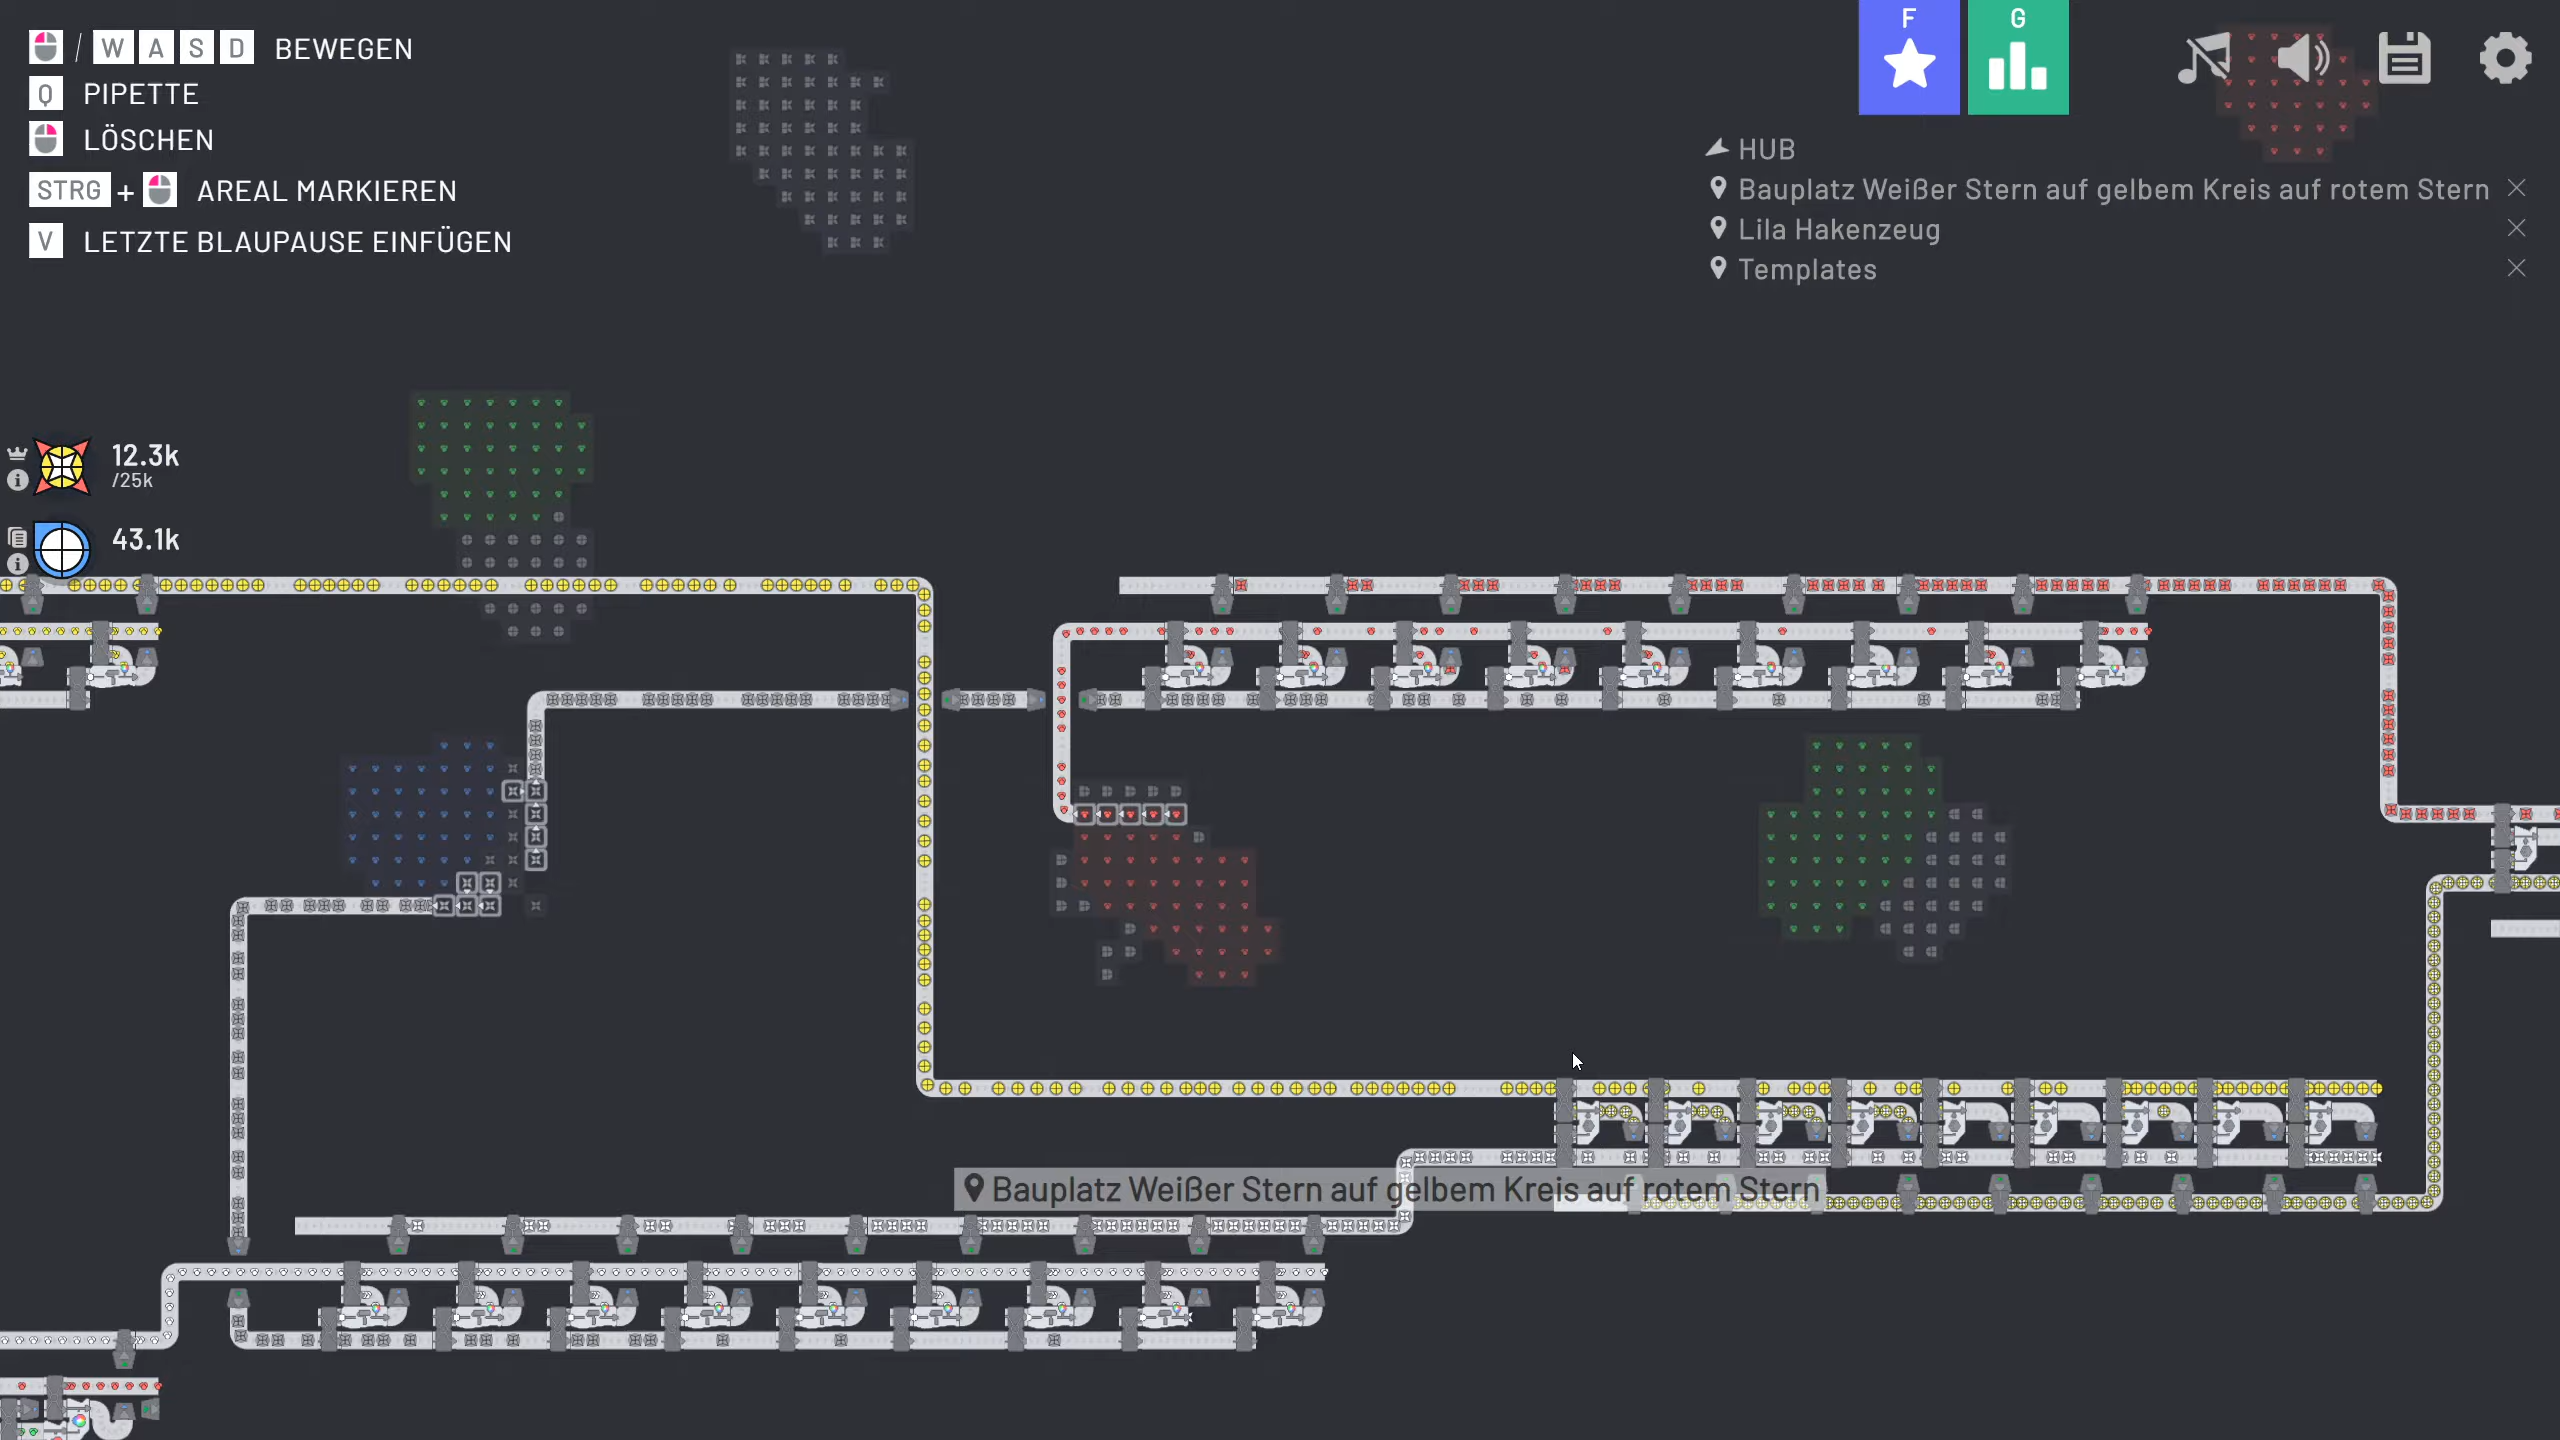 / W A S D BEWEGEN
Q PIPETTE
LÖSCHEN
STRG + AREAL MARKIEREN
V LETZTE BLAUPAUSE EINFÜGEN
F
G
HUB
Bauplatz Weißer Stern auf gelbem Kreis auf rotem Stern
Lila Hakenzeug
Templates
12.3k
/25k
43.1k
Bauplatz Weißer Stern auf gelbem Kreis auf rotem Stern